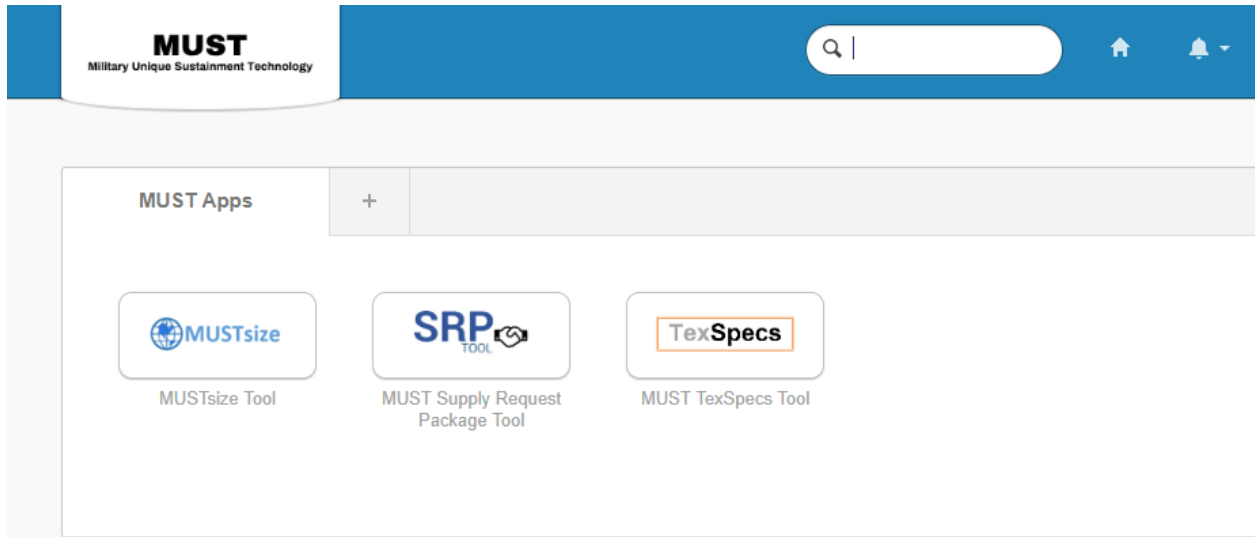 MUST
Military Unique Sustainment Technology
MUST Apps
+
MUSTsize
SRP
TOOL
TexSpecs
MUSTsize Tool
MUST Supply Request
Package Tool
MUST TexSpecs Tool